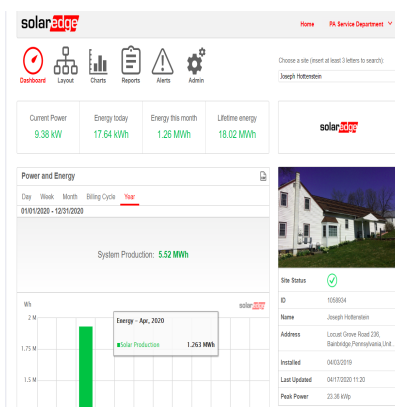 solaredge
Home PA Service Department
Dashboard Layout Charts Reports Alerts Admin
Choose a site (insert at least 3 letters to search)
Joseph Hottenstein
Current Power Energy today Energy this month Lifetime energy
9.38 kW 17.64 kWh 1.26 MWh 18.02 MWh
solaredge
Power and Energy
Day Week Month Billing Cycle Year
01/01/2020 - 12/31/2020
System Production: 5.52 MWh
Wh
solaredge
2 M
1.75 M
1.5 M
Energy – Apr, 2020
Solar Production 1.263 MWh
Site Status
ID 1058934
Name Joseph Hottenstein
Address Locust Grove Road 236,
Bainbridge,Pennsylvania,Unit..
Installed 04/03/2019
Last Updated 04/17/2020 11:20
Peak Power 23.36 kWp